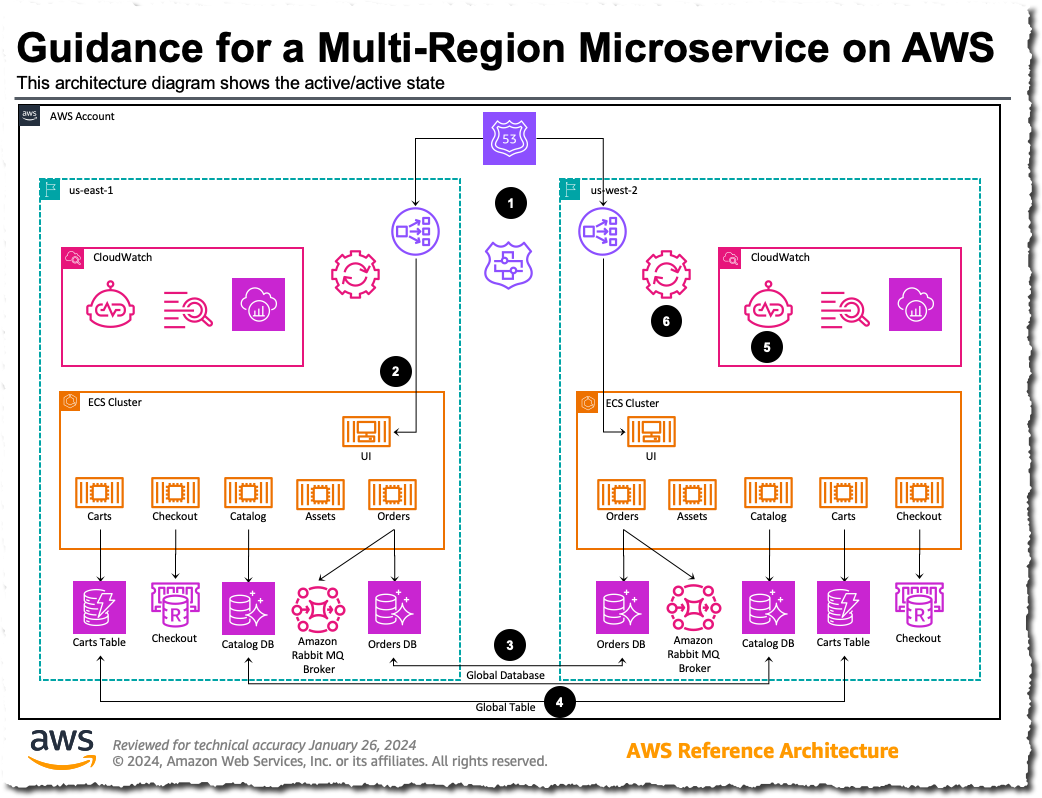 Guidance for a Multi-Region Microservice on AWS
This architecture diagram shows the active/active state
aws
AWS Account
53
us-east-1
us-west-2
1
CloudWatch
CloudWatch
6
5
2
ECS Cluster
ECS Cluster
UI
UI
Carts
Checkout
Catalog
Assets
Orders
Orders
Assets
Catalog
Carts
Checkout
R
R
Carts Table
Checkout
Catalog DB
Amazon
Rabbit MQ
Broker
Orders DB
Orders DB
Amazon
Rabbit MQ
Broker
Catalog DB
Carts Table
Checkout
3
Global Database
4
Global Table
aws
Reviewed for technical accuracy January 26, 2024
© 2024, Amazon Web Services, Inc. or its affiliates. All rights reserved.
AWS Reference Architecture